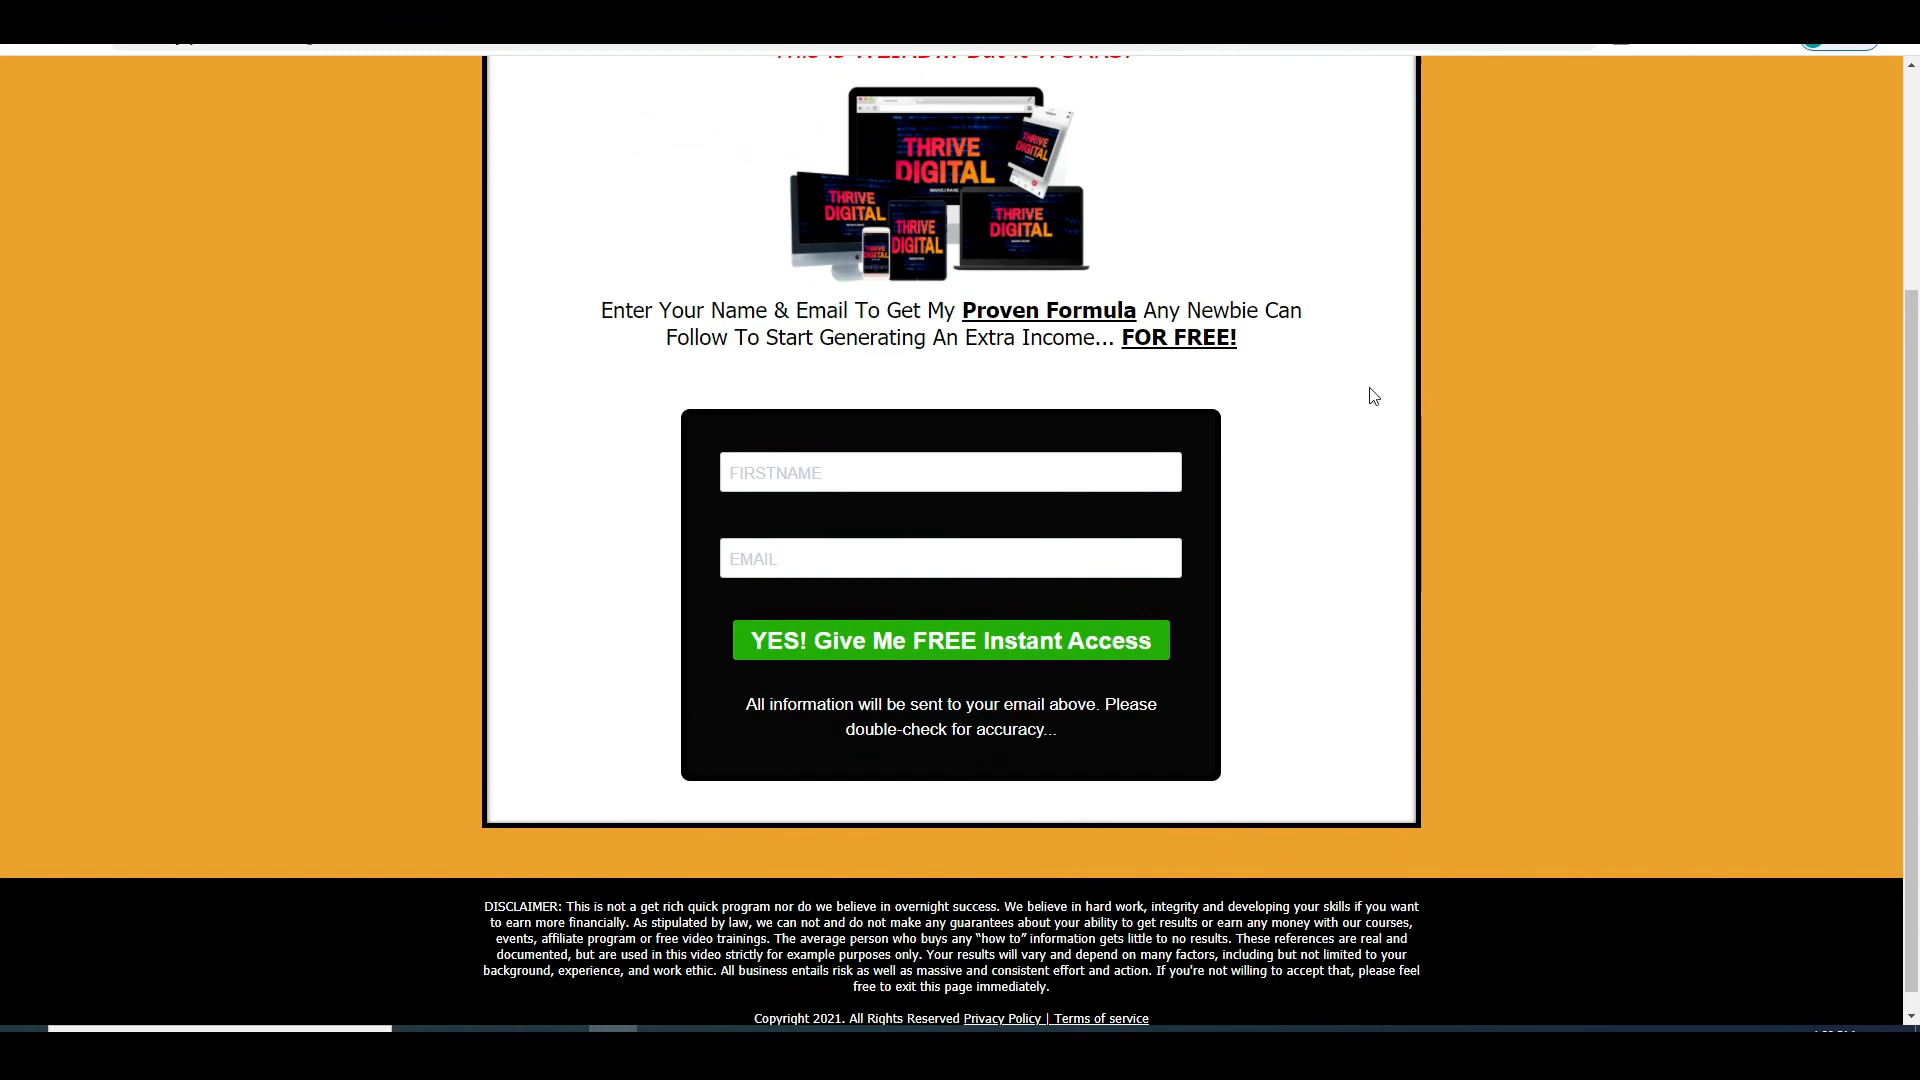 This is WEIRD... But it WORKS!
THRIVE
DIGITAL
THRIVE
DIGITAL
THRIVE
DIGITAL
THRIVE
DIGITAL
THRIVE
DIGITAL
THRIVE
DIGITAL
Enter Your Name & Email To Get My Proven Formula Any Newbie Can
Follow To Start Generating An Extra Income... FOR FREE!
FIRSTNAME
EMAIL
YES! Give Me FREE Instant Access
All information will be sent to your email above. Please
double-check for accuracy...
DISCLAIMER: This is not a get rich quick program nor do we believe in overnight success. We believe in hard work, integrity and developing your skills if you want
to earn more financially. As stipulated by law, we can not and do not make any guarantees about your ability to get results or earn any money with our courses,
events, affiliate program or free video trainings. The average person who buys any “how to” information gets little to no results. These references are real and
documented, but are used in this video strictly for example purposes only. Your results will vary and depend on many factors, including but not limited to your
background, experience, and work ethic. All business entails risk as well as massive and consistent effort and action. If you're not willing to accept that, please feel
free to exit this page immediately.
Copyright 2021. All Rights Reserved Privacy Policy | Terms of service